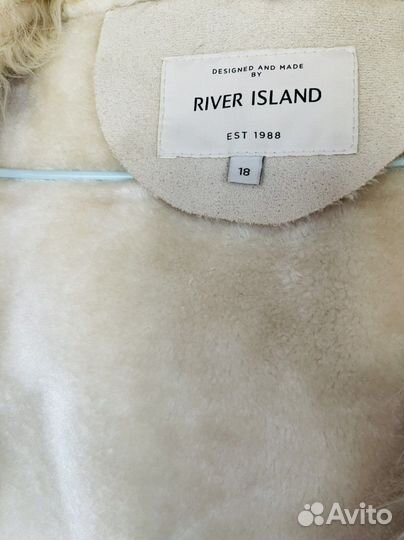 DESIGNED AND MADE
BY
RIVER ISLAND
EST 1988
18
Avito